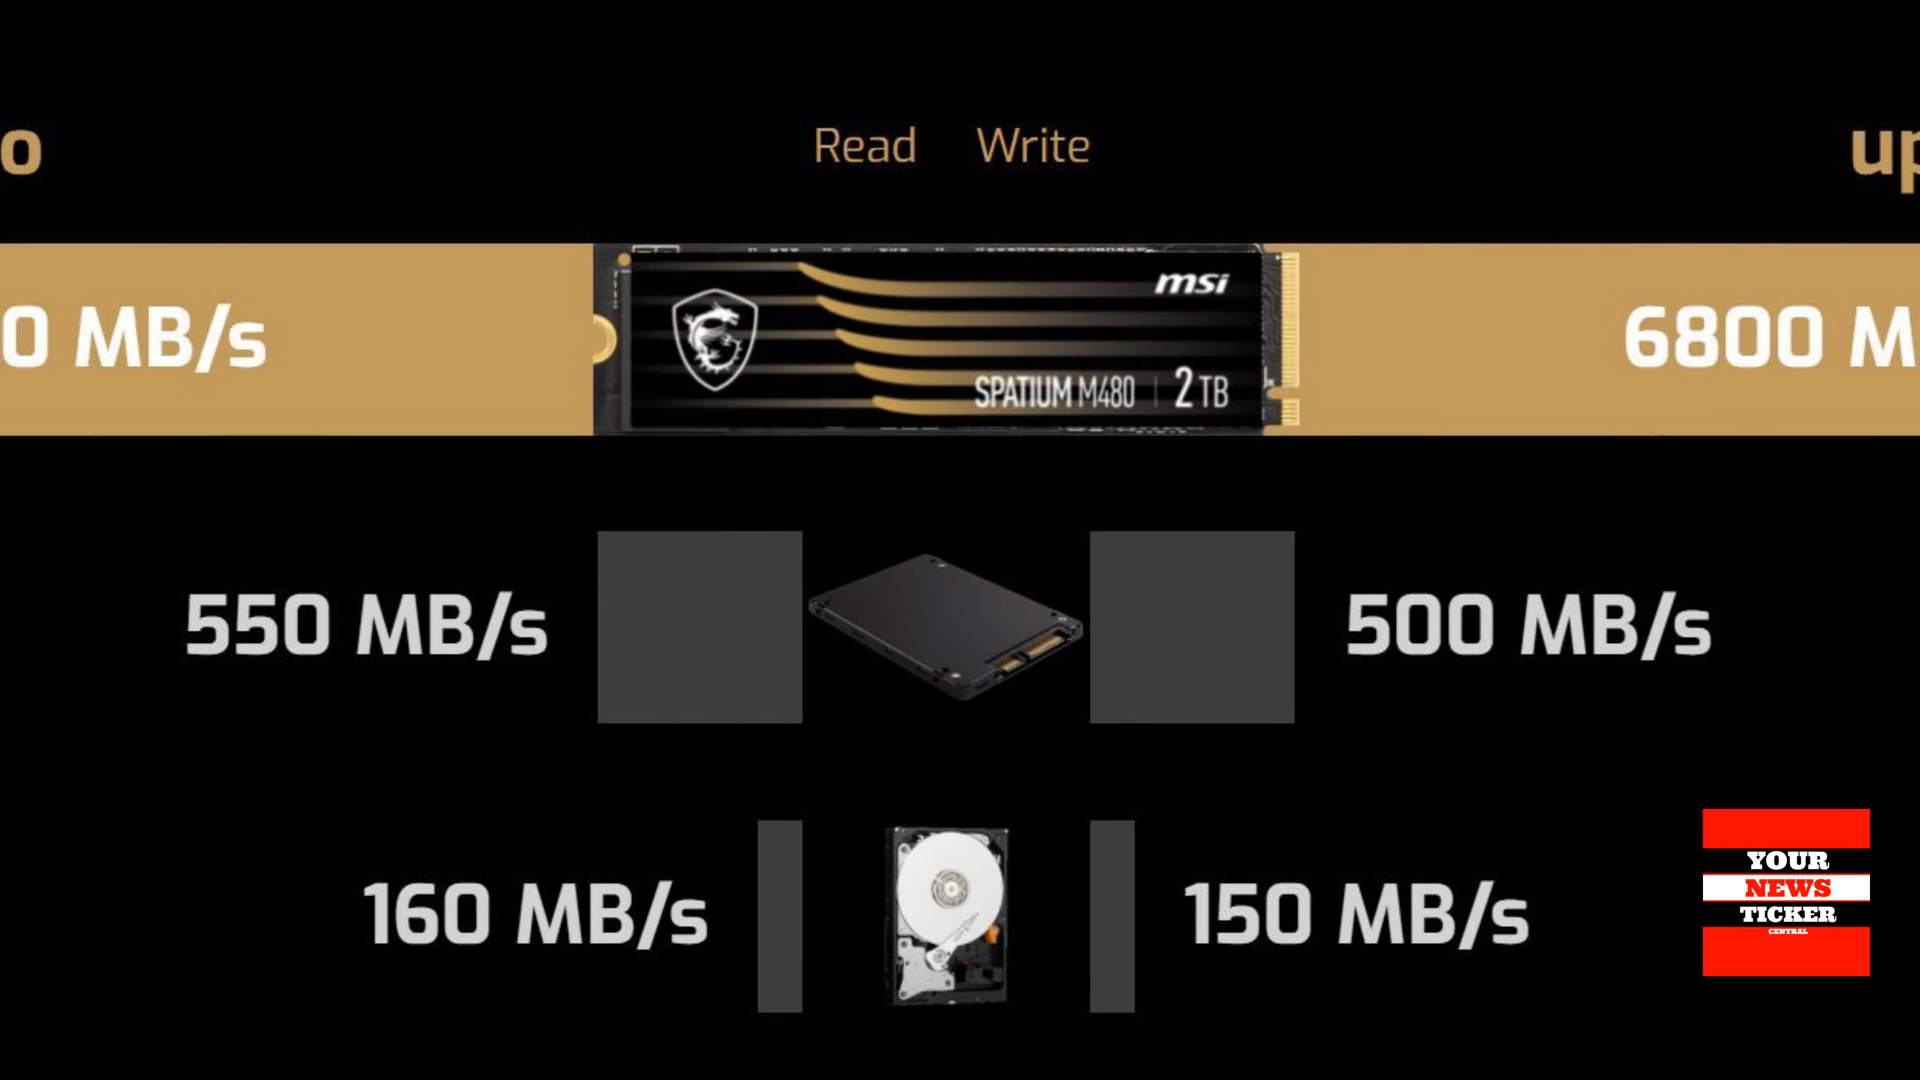 o Read Write up
0 MB/s msi 6800 M
SPATIUM M480 | 2 TB
550 MB/s 500 MB/s
160 MB/s 150 MB/s
YOUR
NEWS
TICKER
CENTRAL